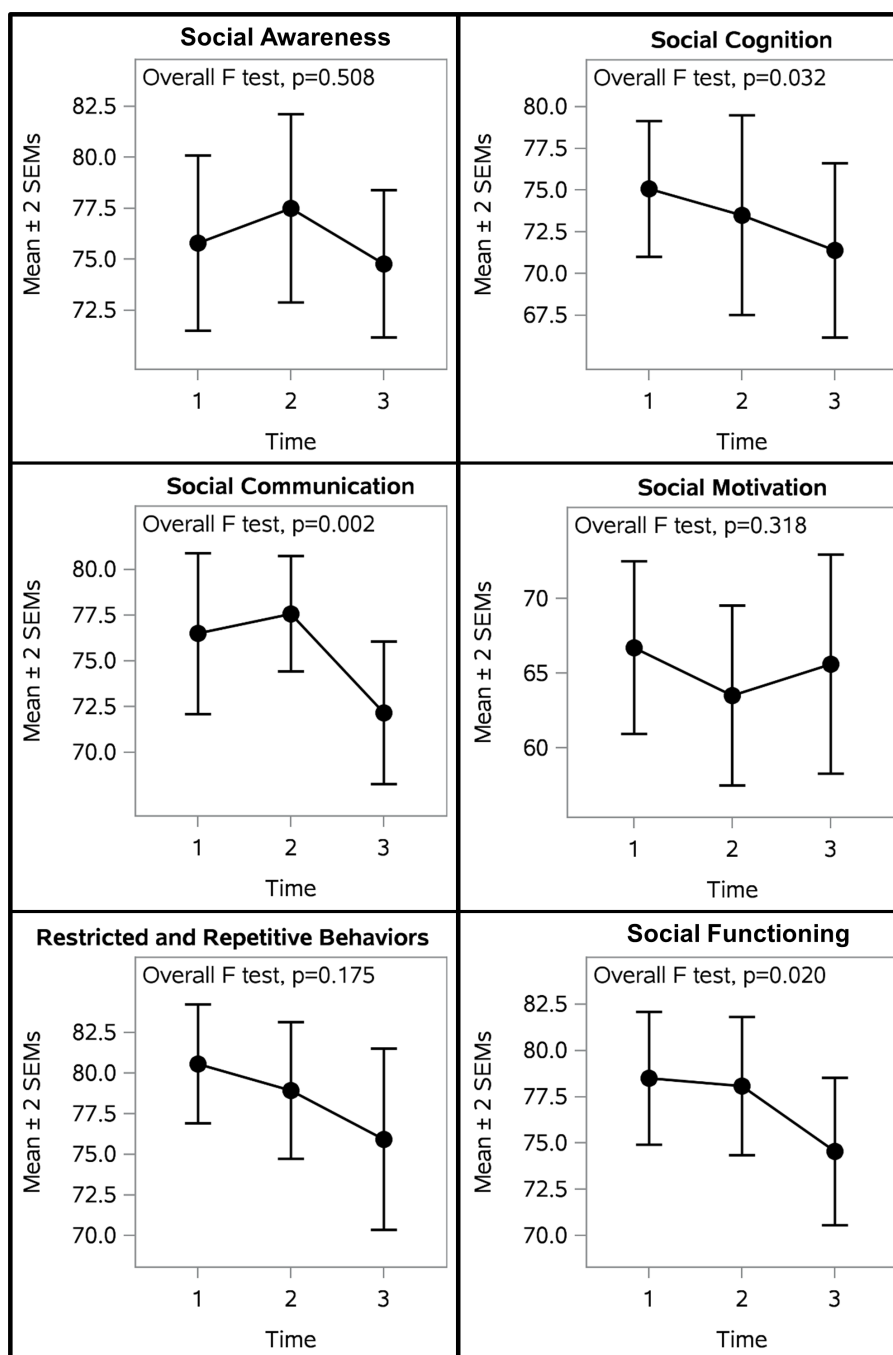 Social Awareness
Overall F test, p=0.508
Mean ± 2 SEMs
82.5
80.0
77.5
75.0
72.5
1 2 3
Time
Social Cognition
Overall F test, p=0.032
Mean ± 2 SEMs
80.0
77.5
75.0
72.5
70.0
67.5
1 2 3
Time
Social Communication
Overall F test, p=0.002
Mean ± 2 SEMs
80.0
77.5
75.0
72.5
70.0
1 2 3
Time
Social Motivation
Overall F test, p=0.318
Mean ± 2 SEMs
70
65
60
1 2 3
Time
Restricted and Repetitive Behaviors
Overall F test, p=0.175
Mean ± 2 SEMs
82.5
80.0
77.5
75.0
72.5
70.0
1 2 3
Time
Social Functioning
Overall F test, p=0.020
Mean ± 2 SEMs
82.5
80.0
77.5
75.0
72.5
70.0
1 2 3
Time